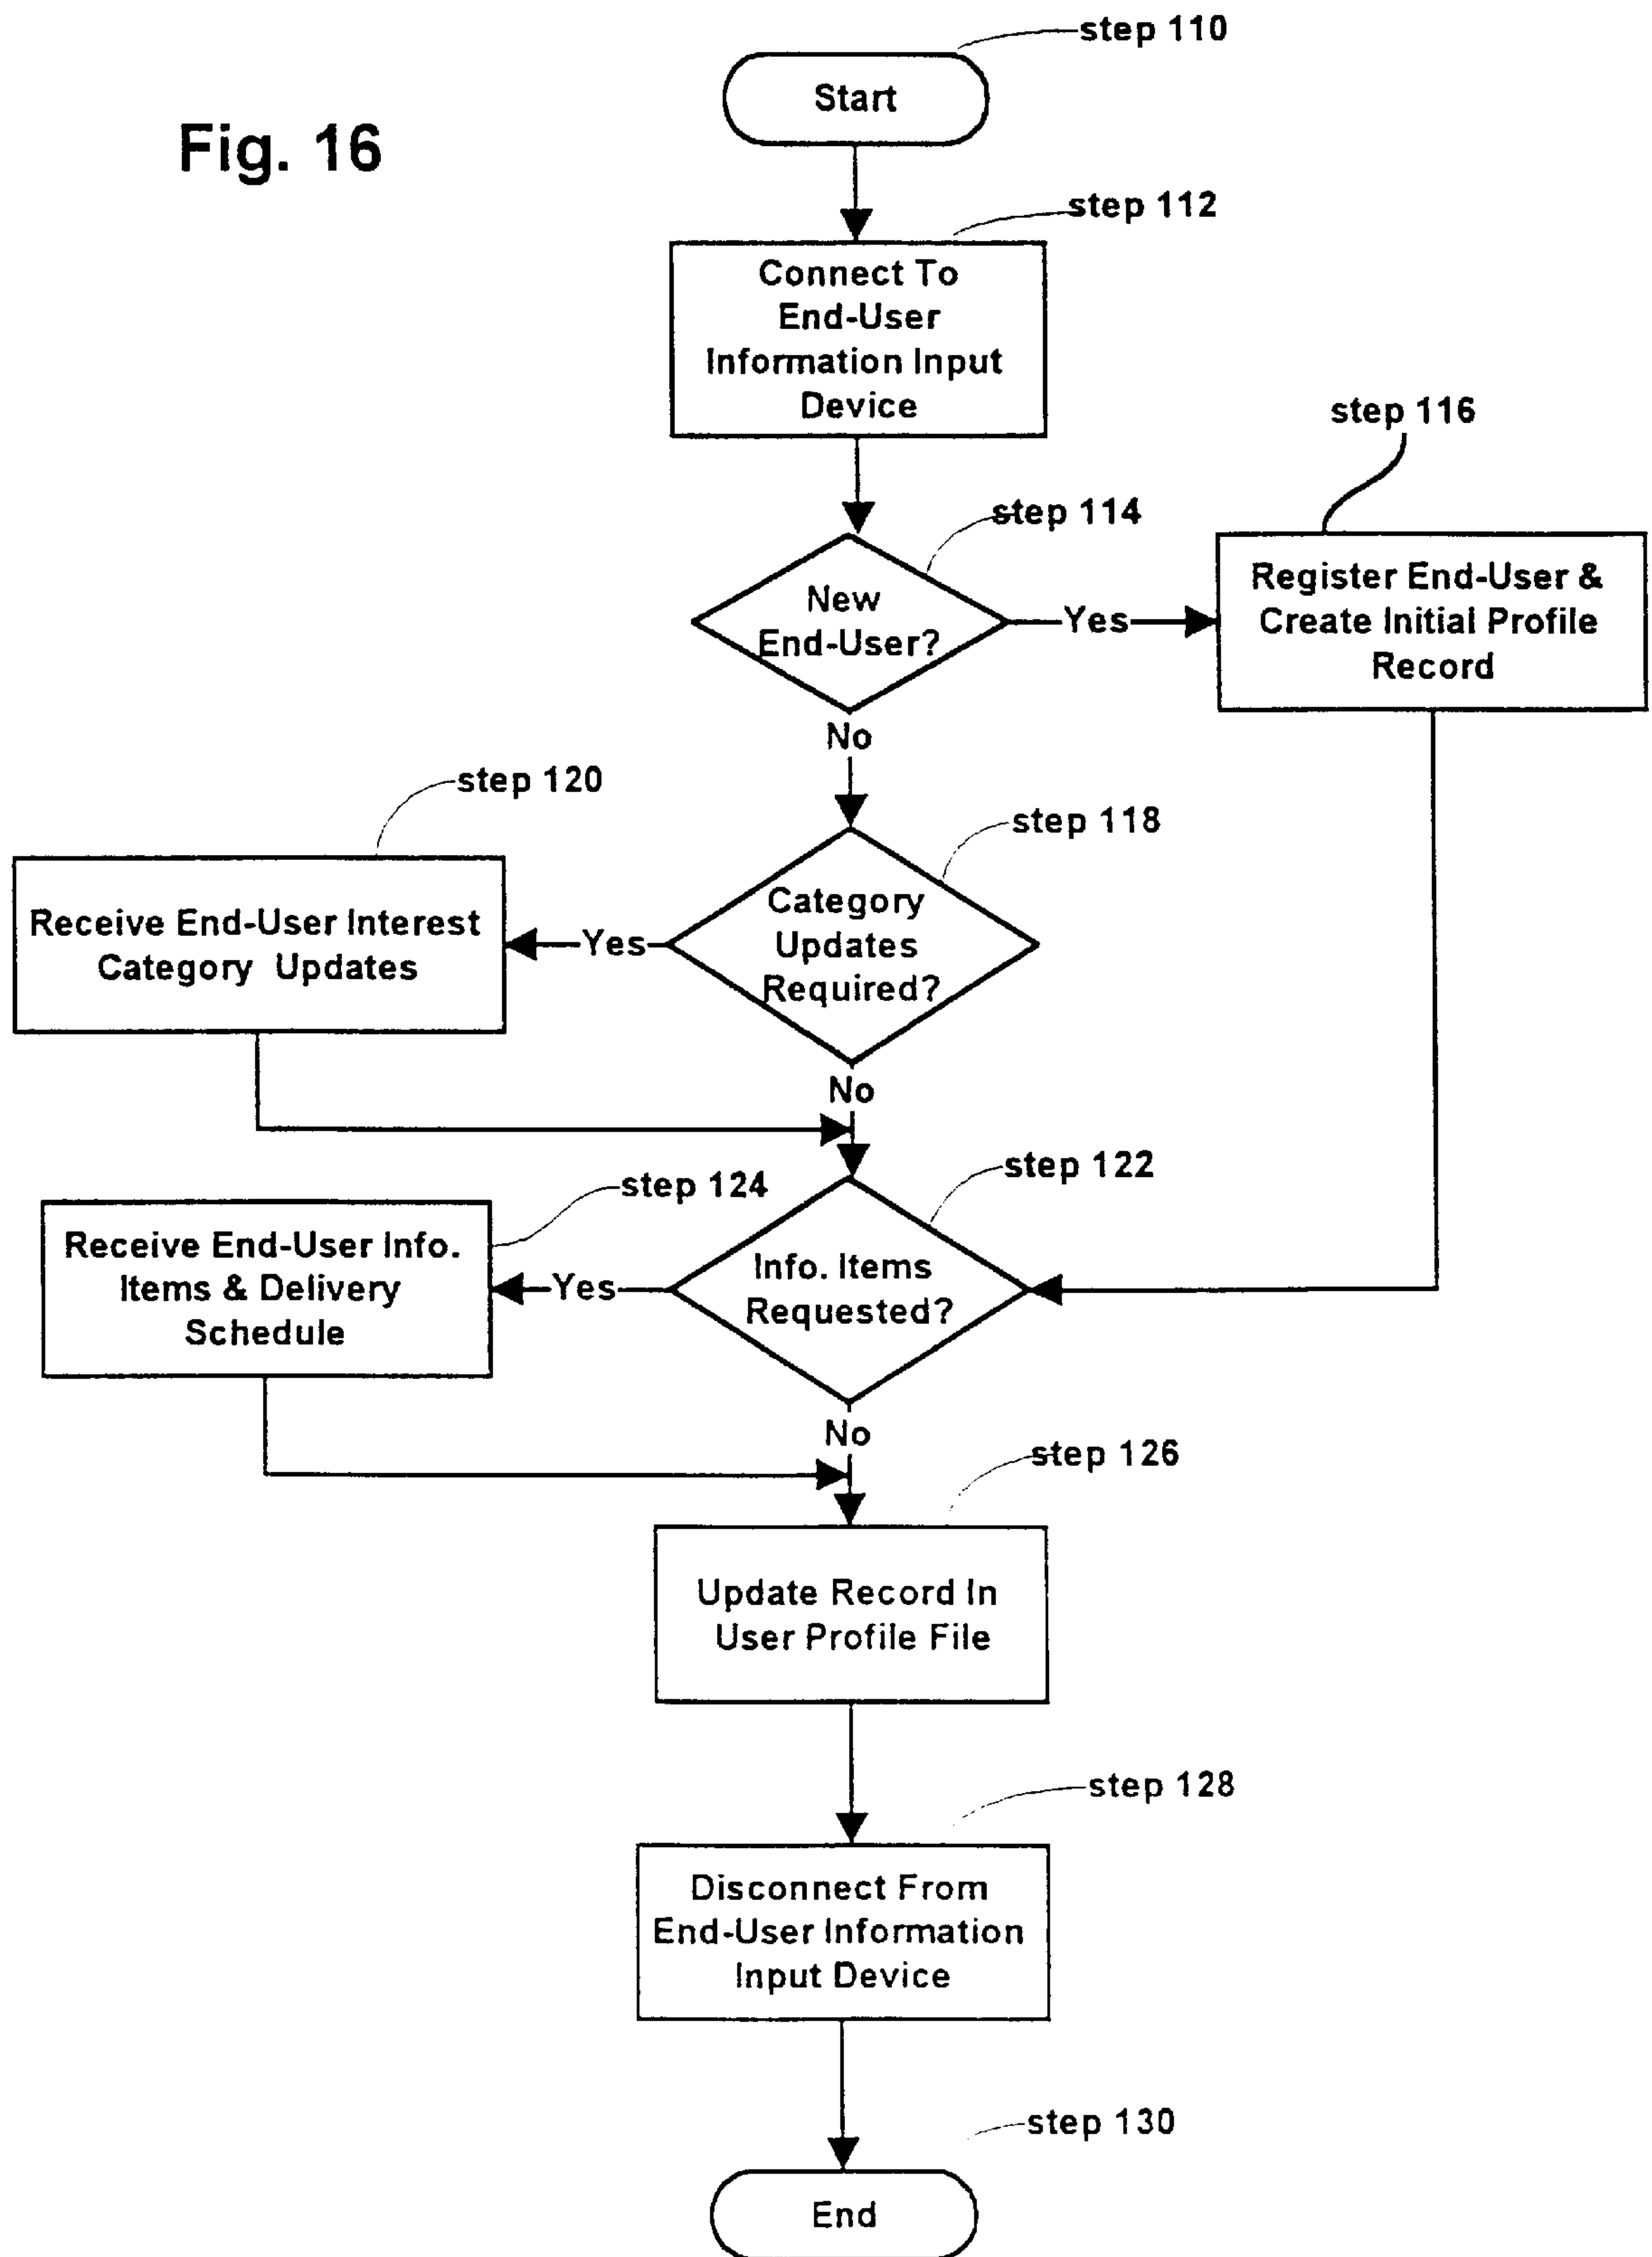 step 110
Start
Fig. 16
step 112
Connect To
End-User
Information Input
Device
step 116
step 114
New
End-User?
Yes
Register End-User &
Create Initial Profile
Record
No
step 120
step 118
Category
Updates
Required?
Yes
Receive End-User Interest
Category Updates
No
step 122
step 124
Info. Items
Requested?
Yes
Receive End-User Info.
Items & Delivery
Schedule
No
step 126
Update Record In
User Profile File
step 128
Disconnect From
End-User Information
Input Device
step 130
End